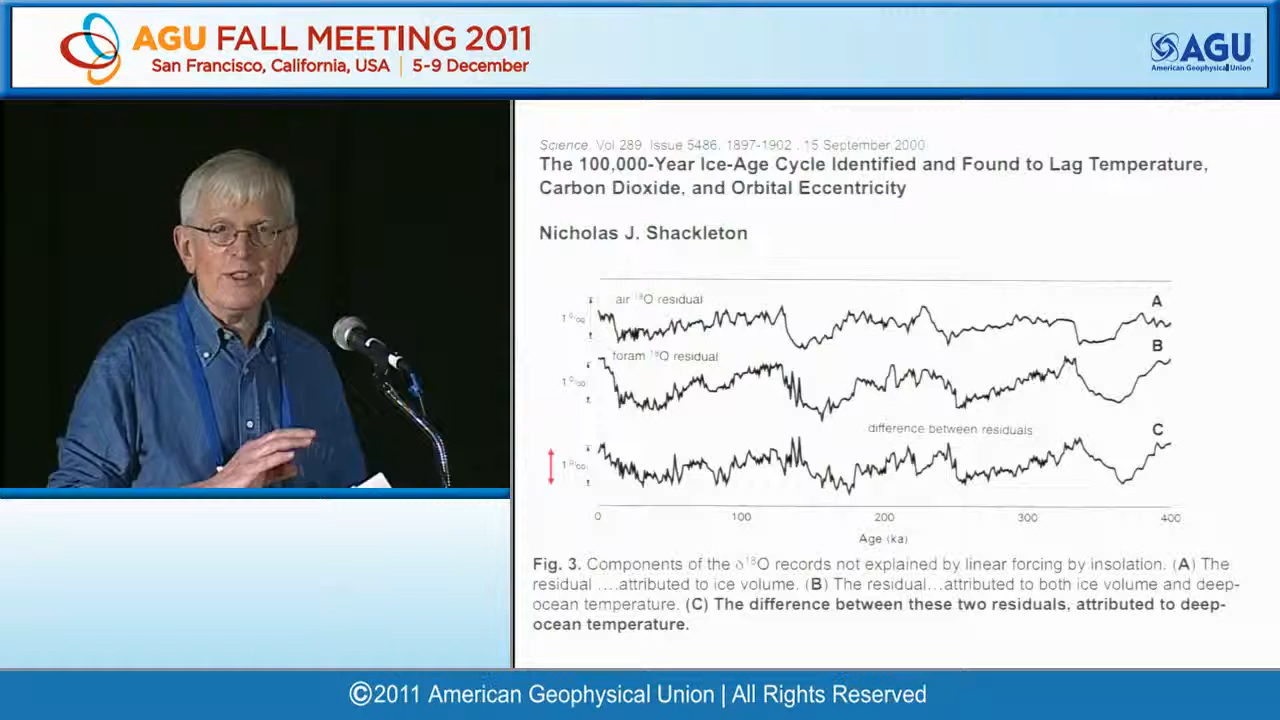 AGU FALL MEETING 2011
San Francisco, California, USA | 5-9 December
AGU
American Geophysical Union
Science, Vol 289, Issue 5486, 1897-1902 , 15 September 2000
The 100,000-Year Ice-Age Cycle Identified and Found to Lag Temperature,
Carbon Dioxide, and Orbital Eccentricity
Nicholas J. Shackleton
air ¹⁸O residual
A
1 º/oo
B
foram ¹⁸O residual
1 º/oo
difference between residuals
C
1 º/oo
0 100 200 300 400
Age (ka)
Fig. 3. Components of the δ¹⁸O records not explained by linear forcing by insolation. (A) The
residual ....attributed to ice volume. (B) The residual...attributed to both ice volume and deep-
ocean temperature. (C) The difference between these two residuals, attributed to deep-
ocean temperature.
©2011 American Geophysical Union | All Rights Reserved